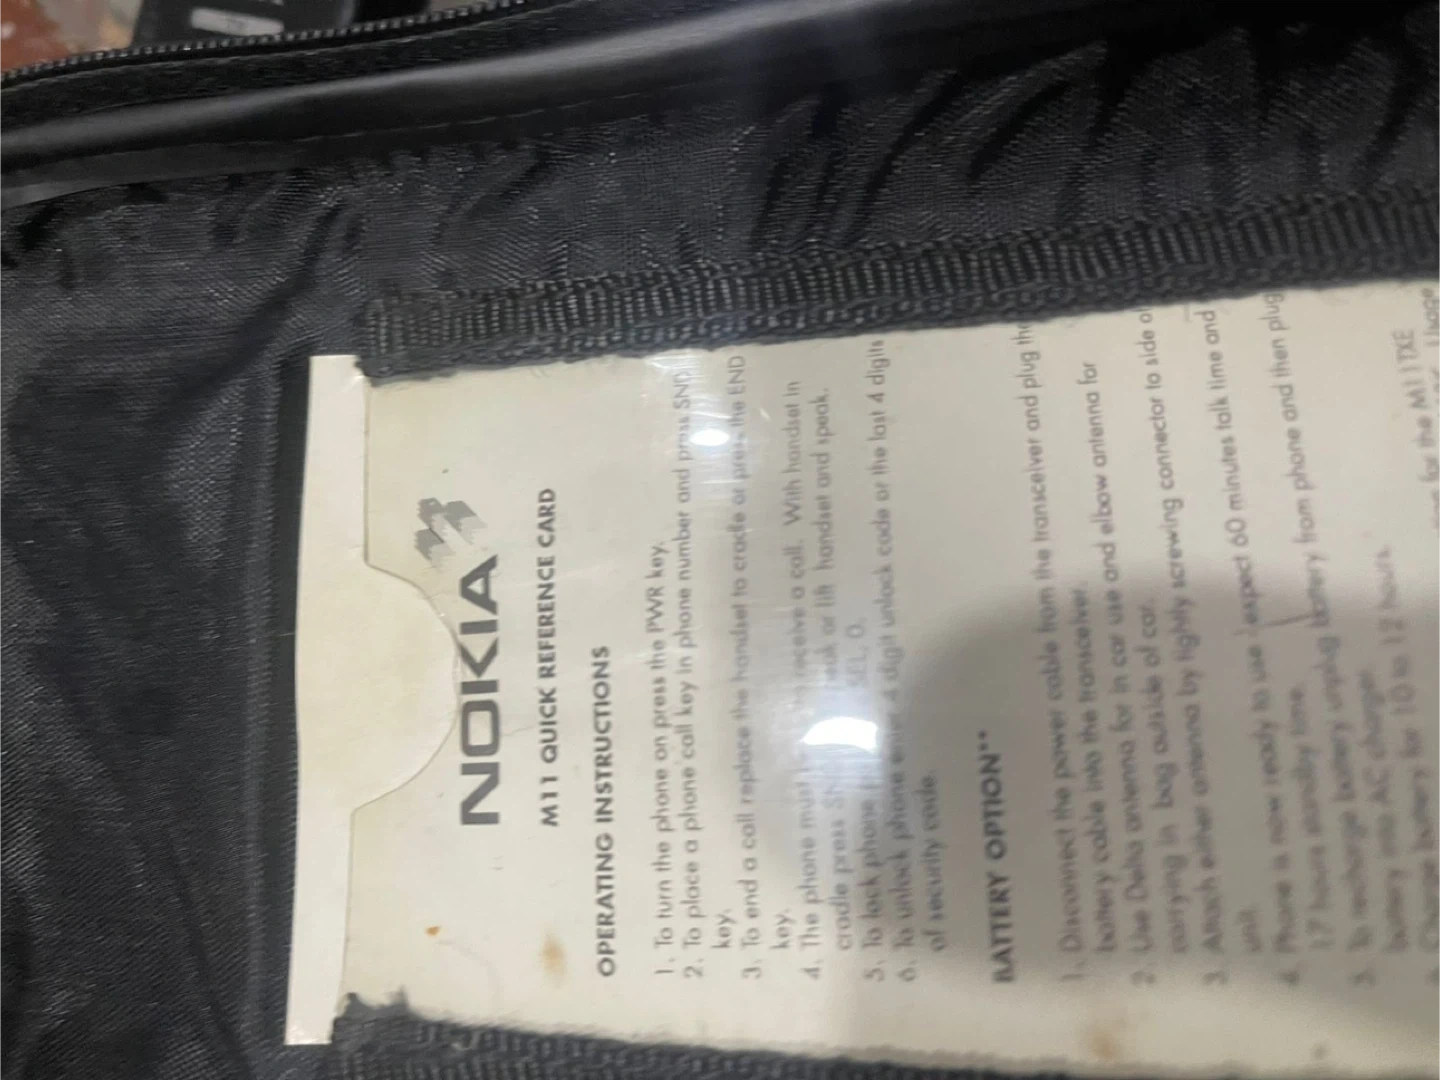 NOKIA
M11 QUICK REFERENCE CARD
OPERATING INSTRUCTIONS
1. To turn the phone on press the PWR key.
2. To place a phone call key in phone number and press SND
key.
3. To end a call replace the handset to cradle or press the END
key.
4. The phone must receive a call. With handset in
cradle press or lift handset and speak.
5. To lock phone SEL, 0.
6. To unlock phone 4 digit unlock code or the last 4 digits
of security code.
BATTERY OPTION**
1. Disconnect the power cable from the transceiver and plug the
battery cable into the transceiver.
2. Use Delta antenna for in car use and elbow antenna for
carrying in bag outside of car.
3. Attach either antenna by tightly screwing connector to side of
unit.
4. Phone is now ready to use expect 60 minutes talk time and
17 hours standby time.
5. To recharge battery unplug battery from phone and then plug
battery into AC charger.
6. Charge battery for 10 to 12 hours.
for the M11TXE